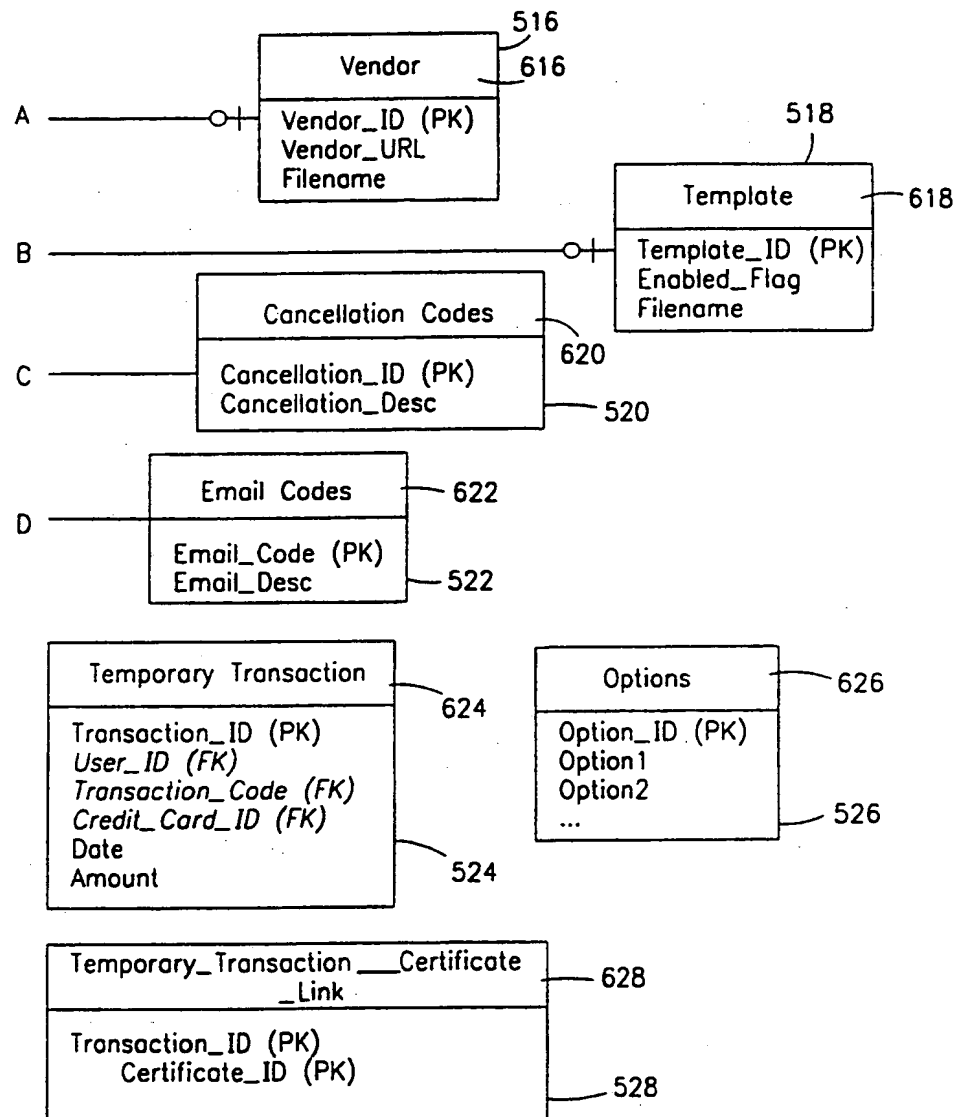 516
Vendor
616
A
Vendor_ID (PK)
Vendor_URL
Filename
518
Template
618
B
Template_ID (PK)
Enabled_Flag
Filename
Cancellation Codes
620
C
Cancellation_ID (PK)
Cancellation_Desc
520
Email Codes
622
D
Email_Code (PK)
Email_Desc
522
Temporary Transaction
624
Transaction_ID (PK)
User_ID (FK)
Transaction_Code (FK)
Credit_Card_ID (FK)
Date
Amount
524
Options
626
Option_ID (PK)
Option1
Option2
...
526
Temporary_Transaction___Certificate
_Link
628
Transaction_ID (PK)
Certificate_ID (PK)
528